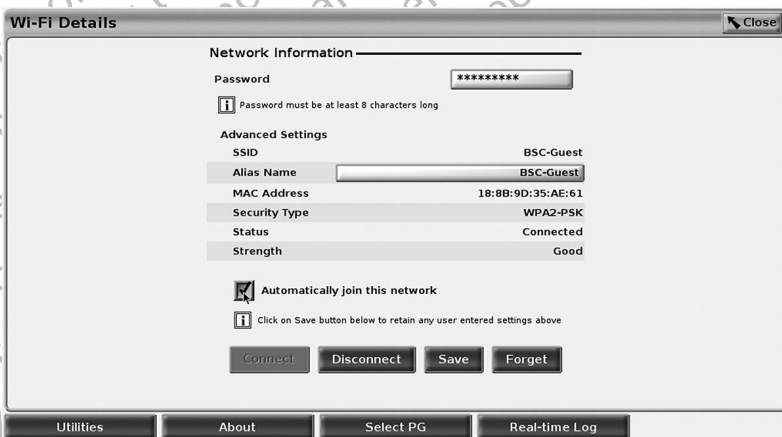 Wi-Fi Details
Close
Network Information
Password *********
i Password must be at least 8 characters long
Advanced Settings
SSID BSC-Guest
Alias Name BSC-Guest
MAC Address 18:8B:9D:35:AE:61
Security Type WPA2-PSK
Status Connected
Strength Good
Automatically join this network
i Click on Save button below to retain any user entered settings above
Connect Disconnect Save Forget
Utilities About Select PG Real-time Log